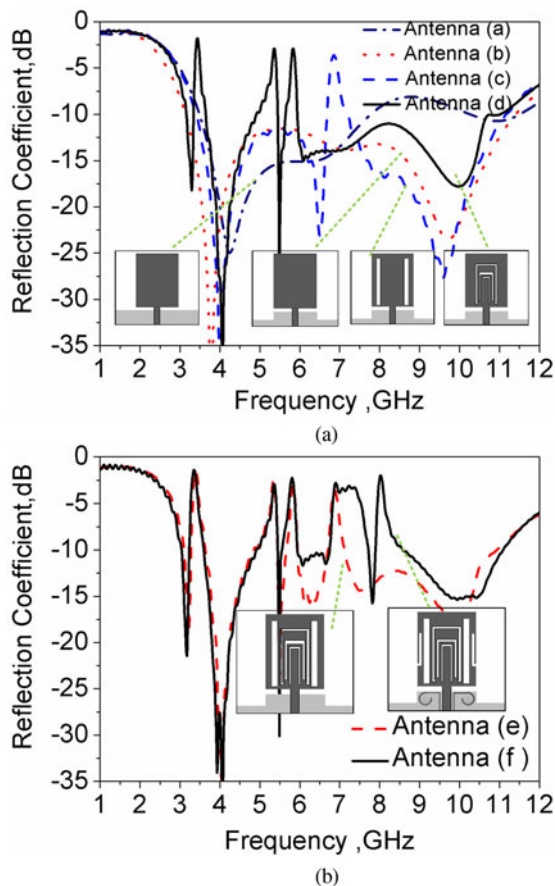 0
-5
-10
-15
-20
-25
-30
-35
Reflection Coefficient,dB
Antenna (a)
Antenna (b)
Antenna (c)
Antenna (d)
1 2 3 4 5 6 7 8 9 10 11 12
Frequency ,GHz
(a)
0
-5
-10
-15
-20
-25
-30
-35
Reflection Coefficient,dB
Antenna (e)
Antenna (f )
1 2 3 4 5 6 7 8 9 10 11 12
Frequency ,GHz
(b)